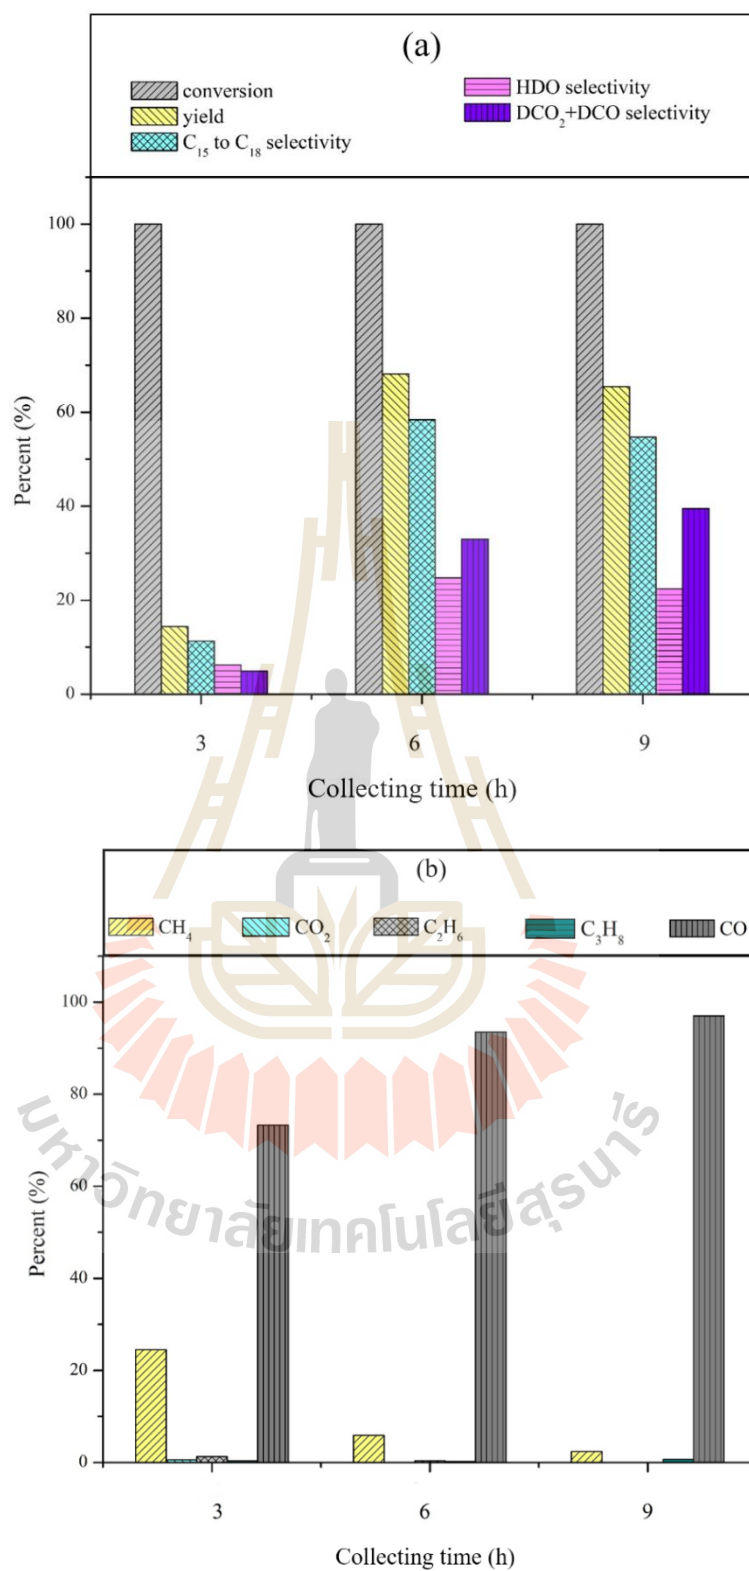 (a)
conversion
yield
C₁₅ to C₁₈ selectivity
HDO selectivity
DCO₂+DCO selectivity
Percent (%)
100
80
60
40
20
0
3 6 9
Collecting time (h)
(b)
CH₄ CO₂ C₂H₆ C₃H₈ CO
Percent (%)
100
80
60
40
20
0
3 6 9
Collecting time (h)
มหาวิทยาลัยเทคโนโลยีสุรนารี